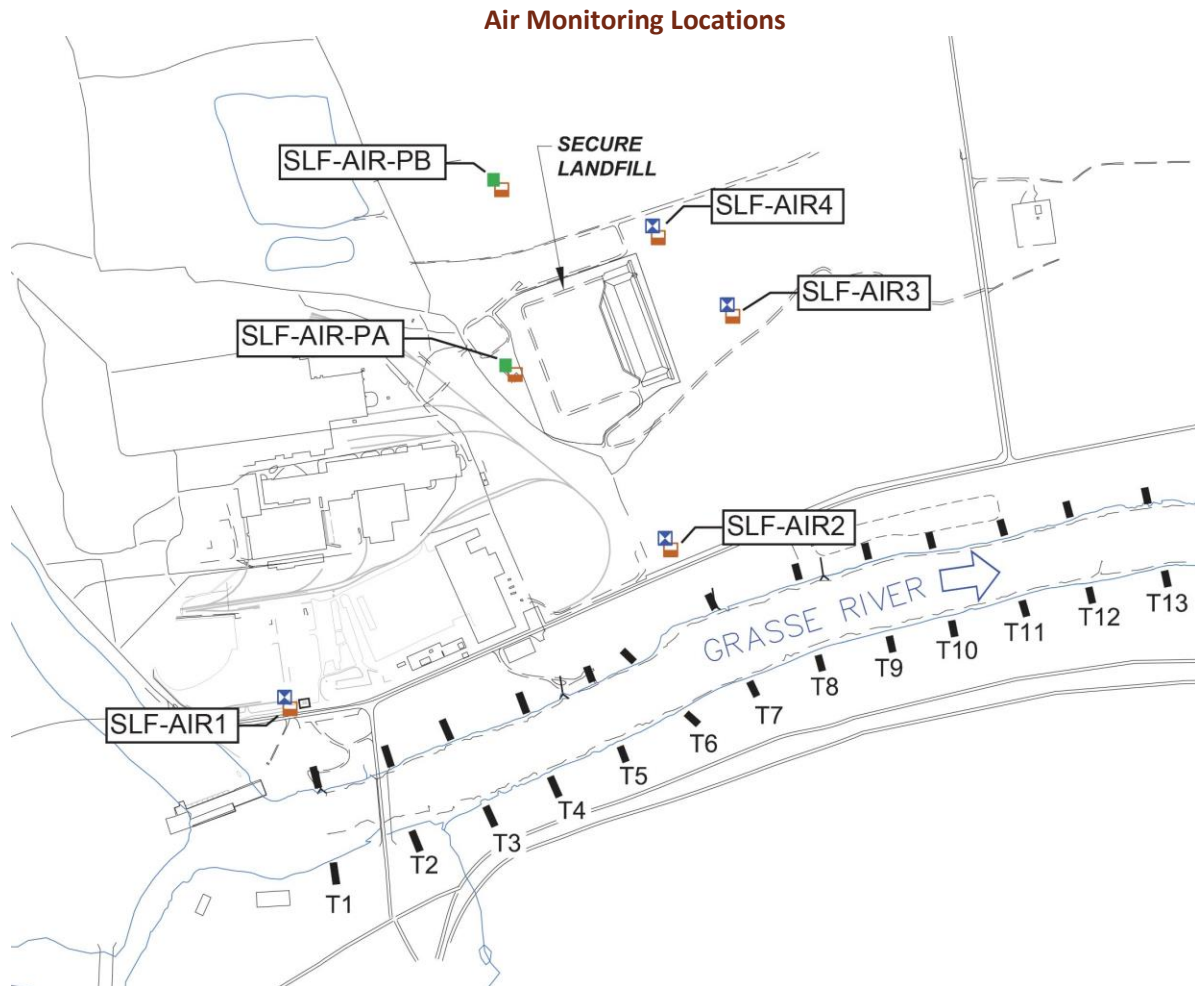 Air Monitoring Locations
SLF-AIR-PB
SECURE
LANDFILL
SLF-AIR4
SLF-AIR3
SLF-AIR-PA
SLF-AIR2
GRASSE RIVER
SLF-AIR1
T13
T12
T11
T10
T9
T8
T7
T6
T5
T4
T3
T2
T1